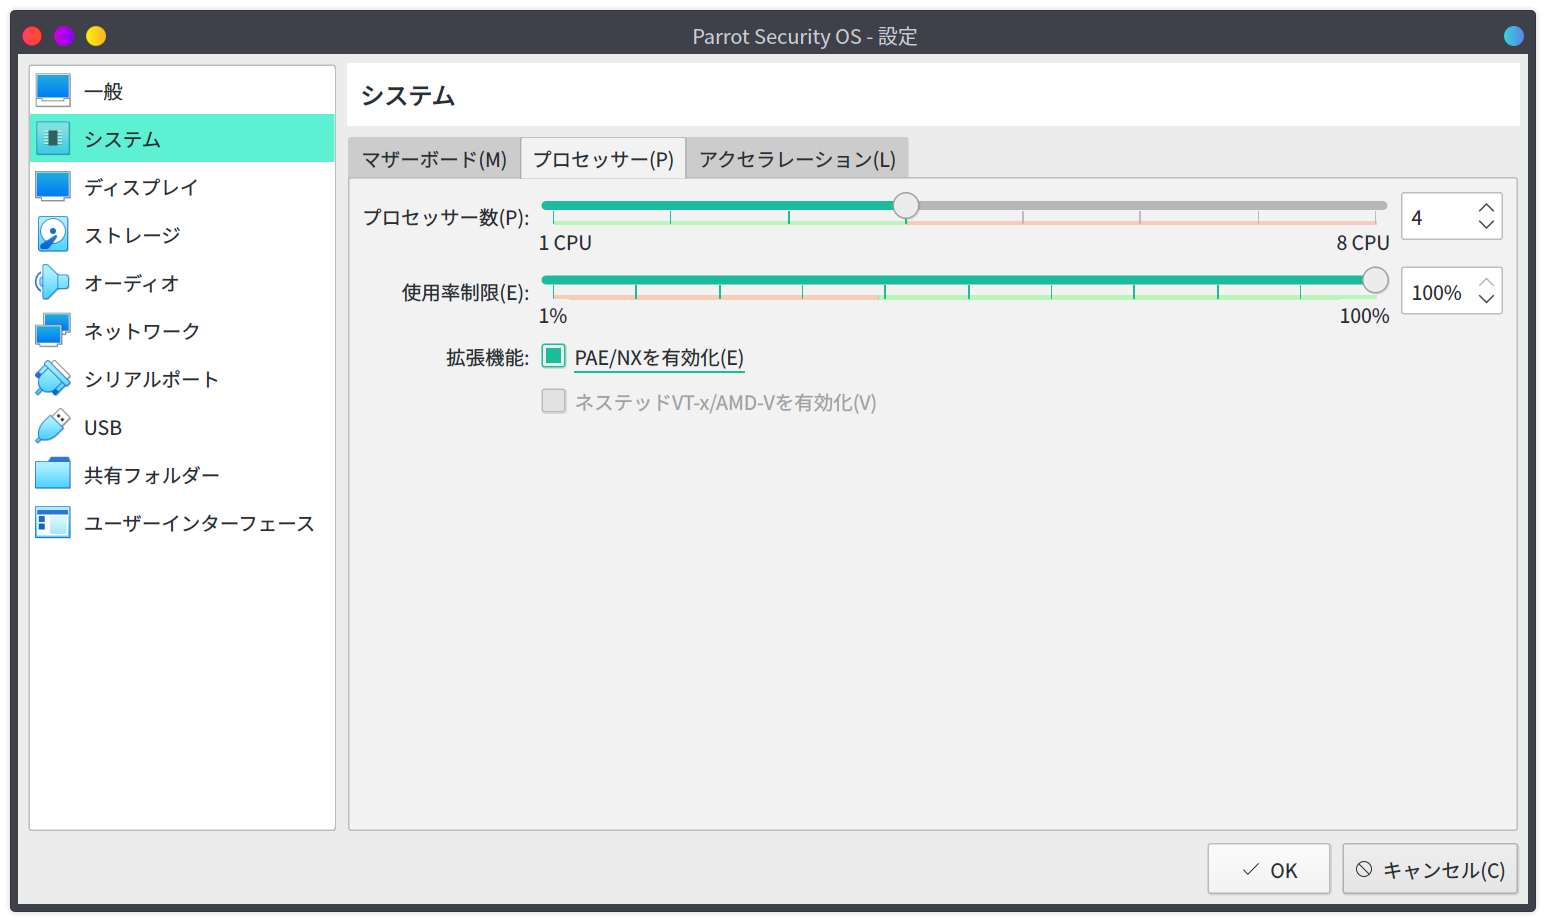 Parrot Security OS - 設定
一般
システム
ディスプレイ
ストレージ
オーディオ
ネットワーク
シリアルポート
USB
共有フォルダー
ユーザーインターフェース
システム
マザーボード(M) プロセッサー(P) アクセラレーション(L)
プロセッサー数(P): 4
1 CPU 8 CPU
使用率制限(E): 100%
1% 100%
拡張機能: PAE/NXを有効化(E)
ネステッドVT-x/AMD-Vを有効化(V)
OK キャンセル(C)